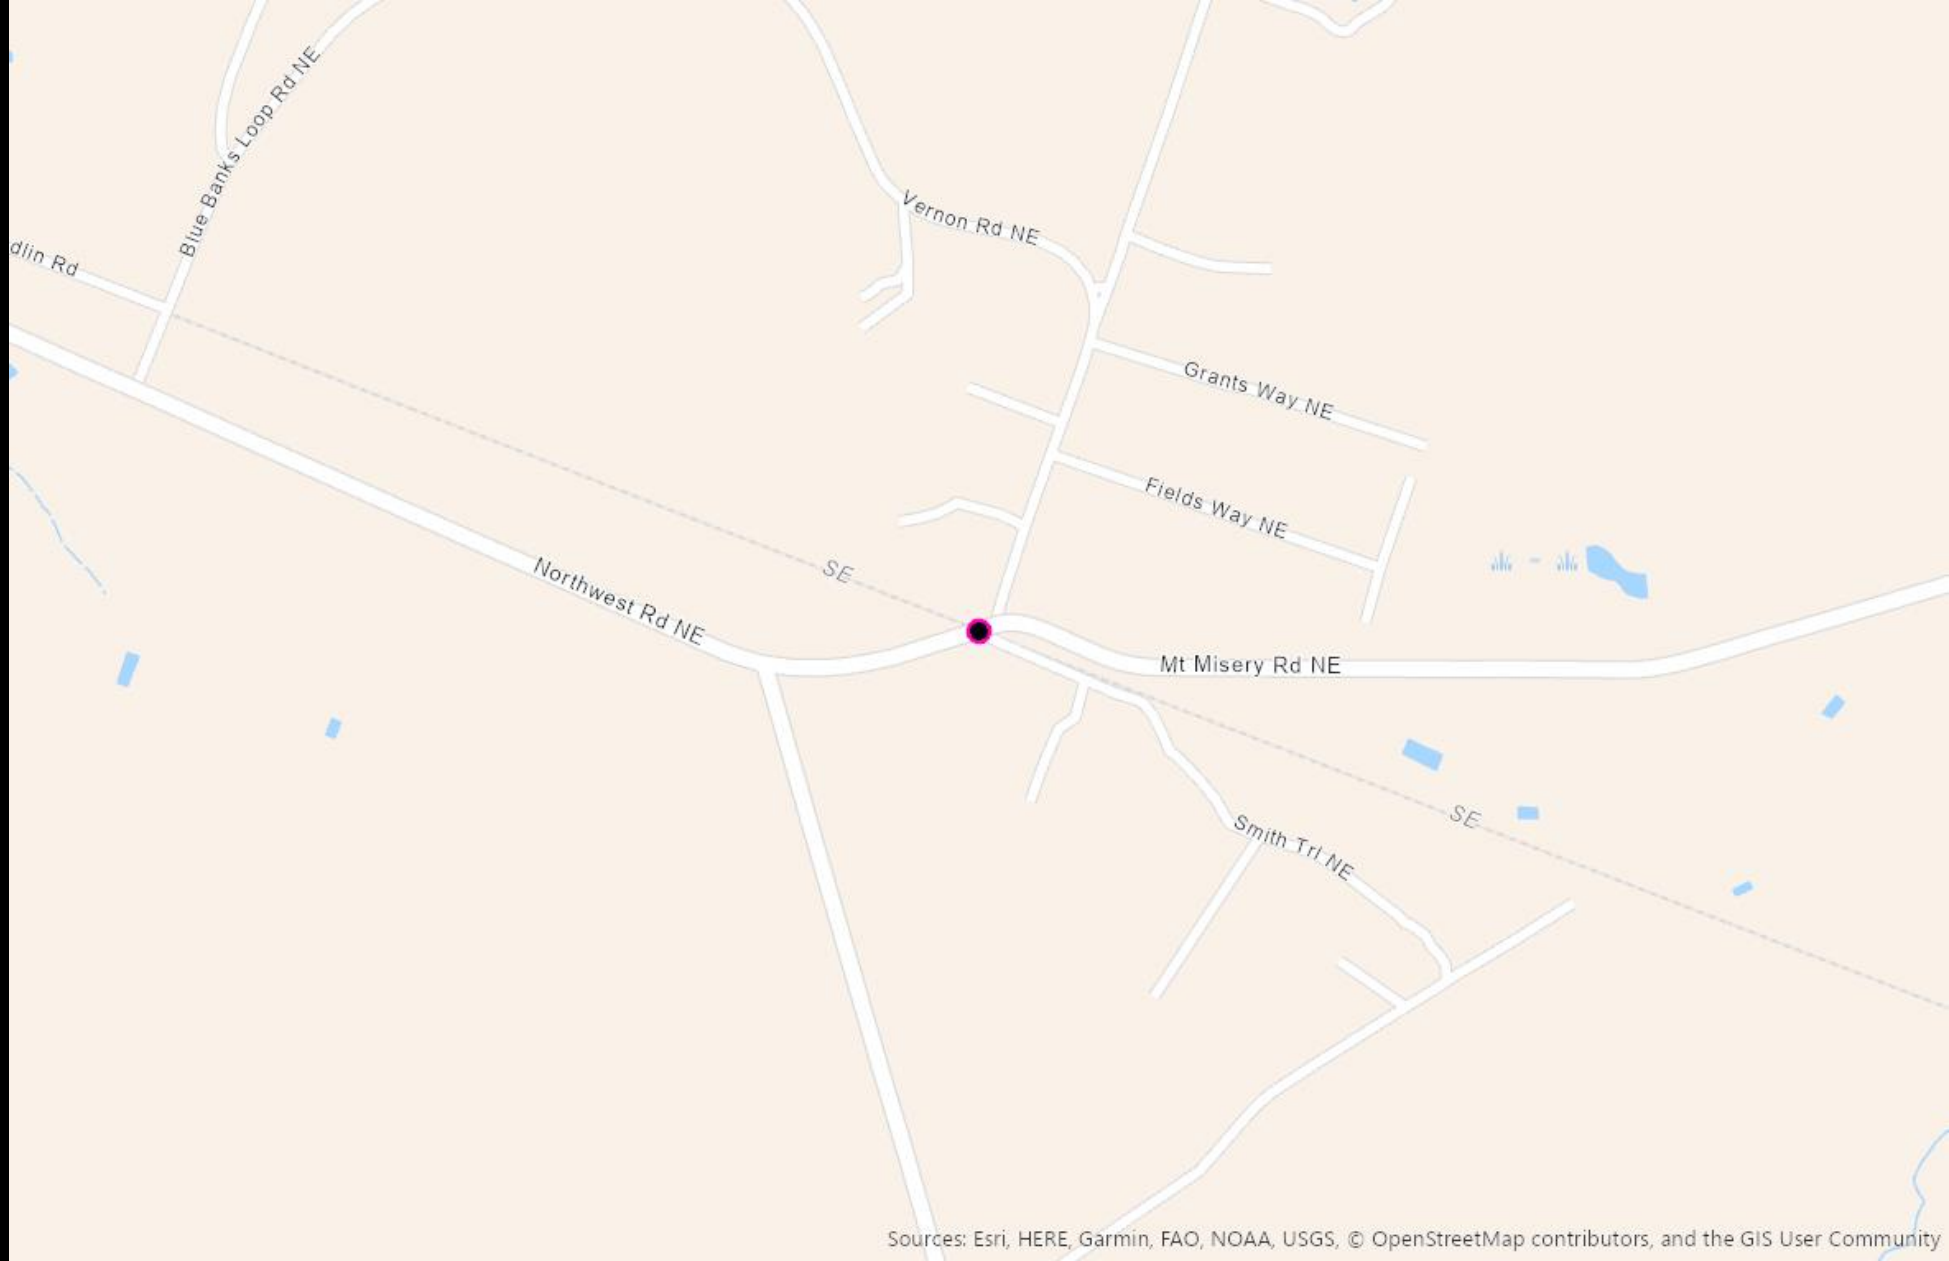 Blue Banks Loop Rd NE
Vernon Rd NE
dlin Rd
Grants Way NE
Fields Way NE
SE
Northwest Rd NE
Mt Misery Rd NE
SE
Smith Trl NE
Sources: Esri, HERE, Garmin, FAO, NOAA, USGS, © OpenStreetMap contributors, and the GIS User Community